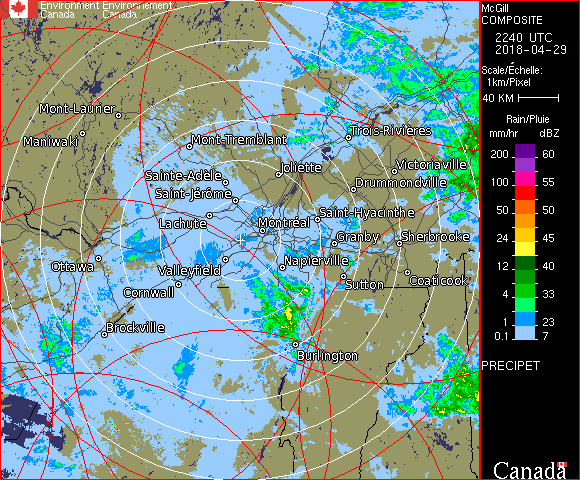 Environment Environnement
Canada Canada
McGill
COMPOSITE
2240 UTC
2018-04-29
Scale/Échelle:
1km/Pixel
40 KM
Rain/Pluie
mm/hr dBZ
200 60
100 55
50 50
24 45
12 40
4 33
1 23
0.1 7
PRECIPET
Canada
Mont-Laurier
Maniwaki
Mont-Tremblant
Trois-Rivières
Sainte-Adèle
Joliette
Victoriaville
Saint-Jérôme
Drummondville
Lachute
Montréal
Saint-Hyacinthe
Granby
Sherbrooke
Ottawa
Valleyfield
Napierville
Cornwall
Sutton
Coaticook
Brockville
Burlington